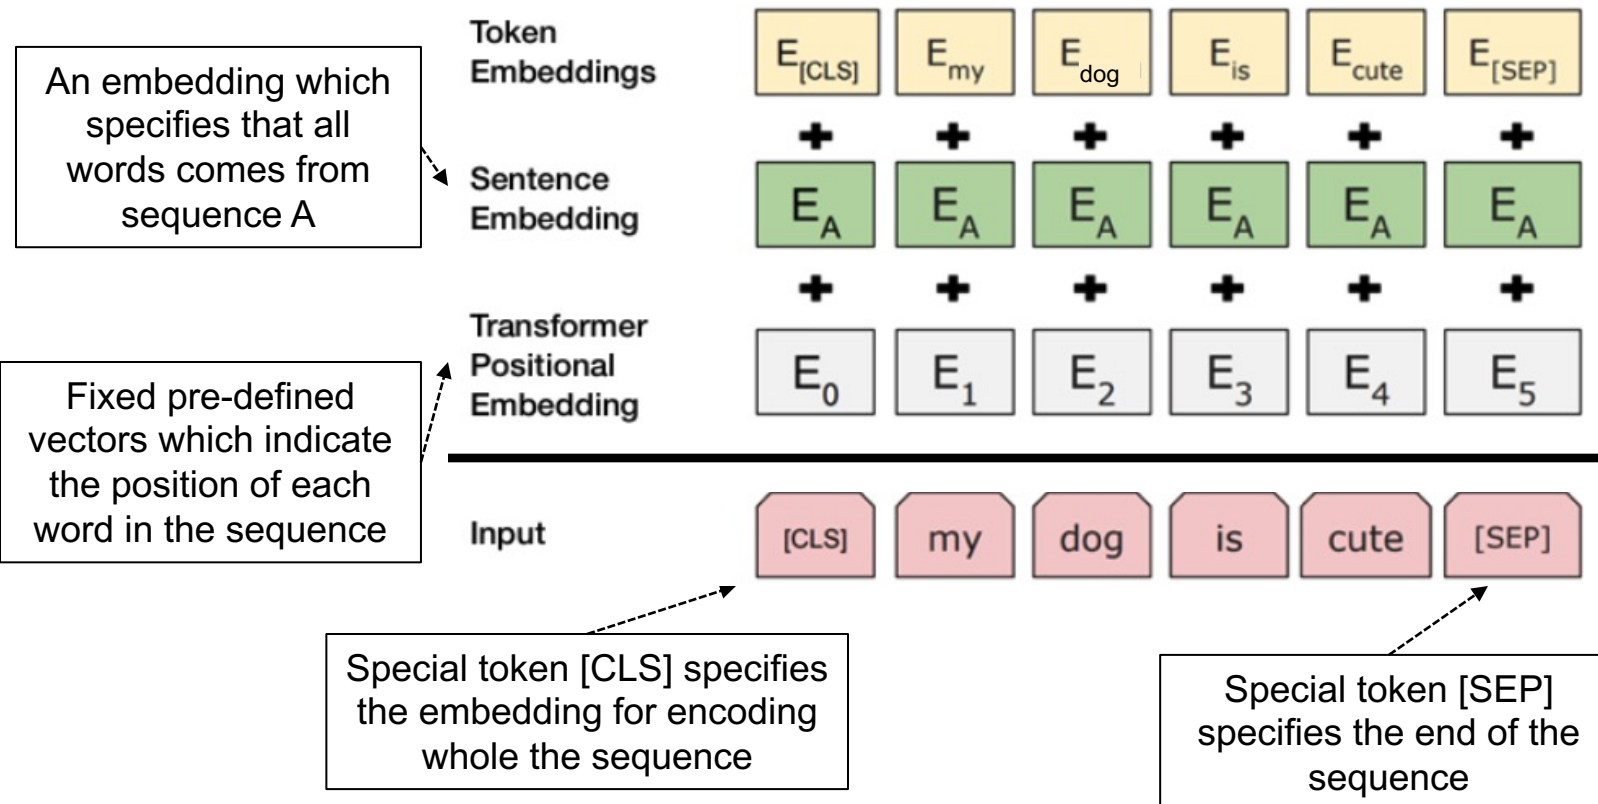 Token
Embeddings
E[CLS] Emy Edog Eis Ecute E[SEP]
An embedding which
specifies that all
words comes from
sequence A
+ + + + + +
Sentence
Embedding
EA EA EA EA EA EA
+ + + + + +
Transformer
Positional
Embedding
E0 E1 E2 E3 E4 E5
Fixed pre-defined
vectors which indicate
the position of each
word in the sequence
Input
[CLS] my dog is cute [SEP]
Special token [CLS] specifies
the embedding for encoding
whole the sequence
Special token [SEP]
specifies the end of the
sequence